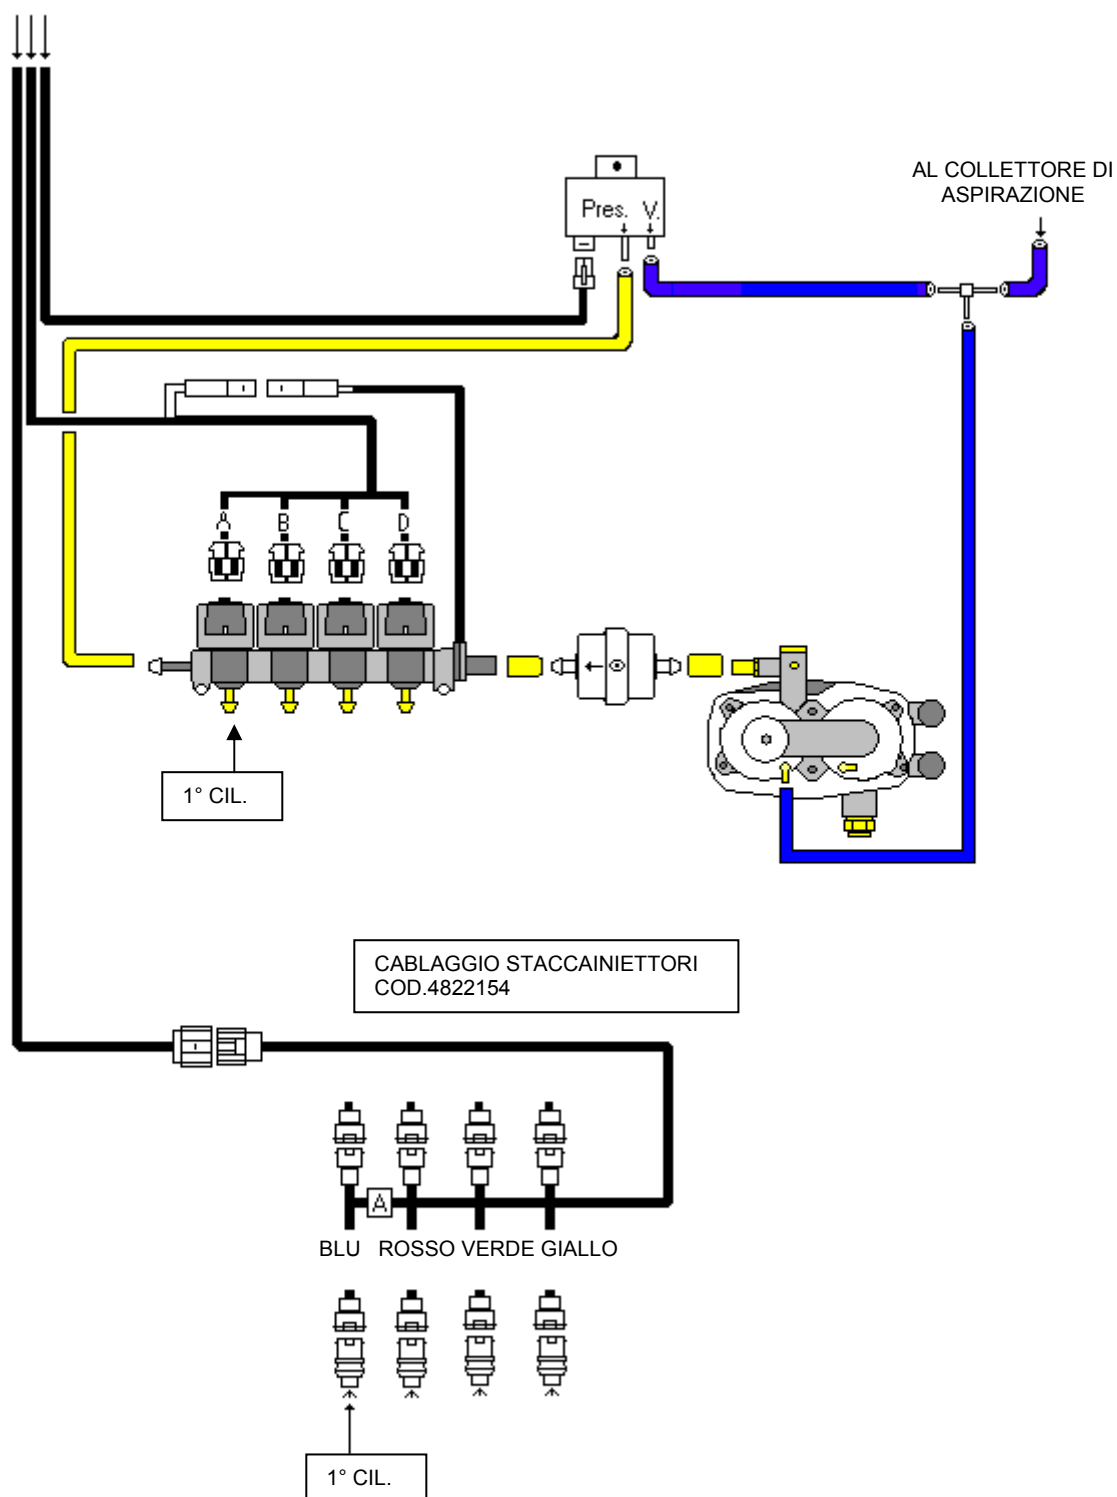 AL COLLETTORE DI
ASPIRAZIONE
Pres. V.
A B C D
1° CIL.
CABLAGGIO STACCAINIETTORI
COD.4822154
A
BLU ROSSO VERDE GIALLO
1° CIL.